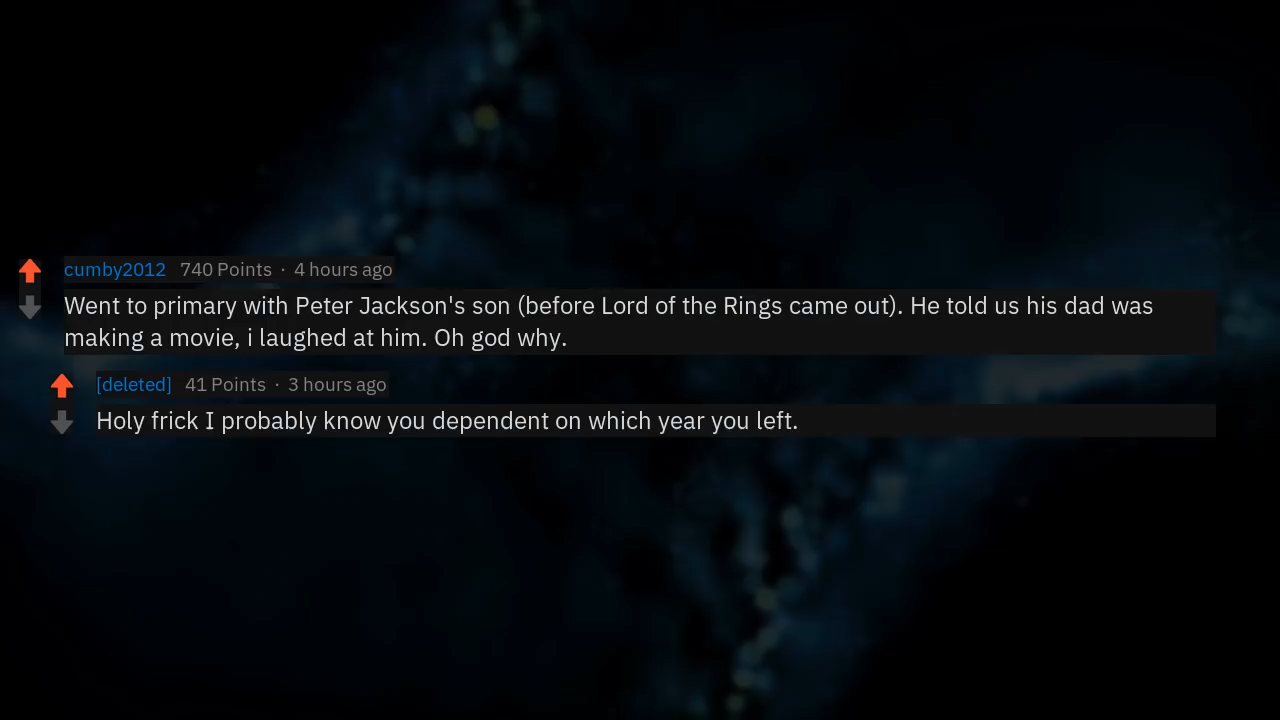 cumby2012 740 Points · 4 hours ago
Went to primary with Peter Jackson's son (before Lord of the Rings came out). He told us his dad was
making a movie, i laughed at him. Oh god why.
[deleted] 41 Points · 3 hours ago
Holy frick I probably know you dependent on which year you left.